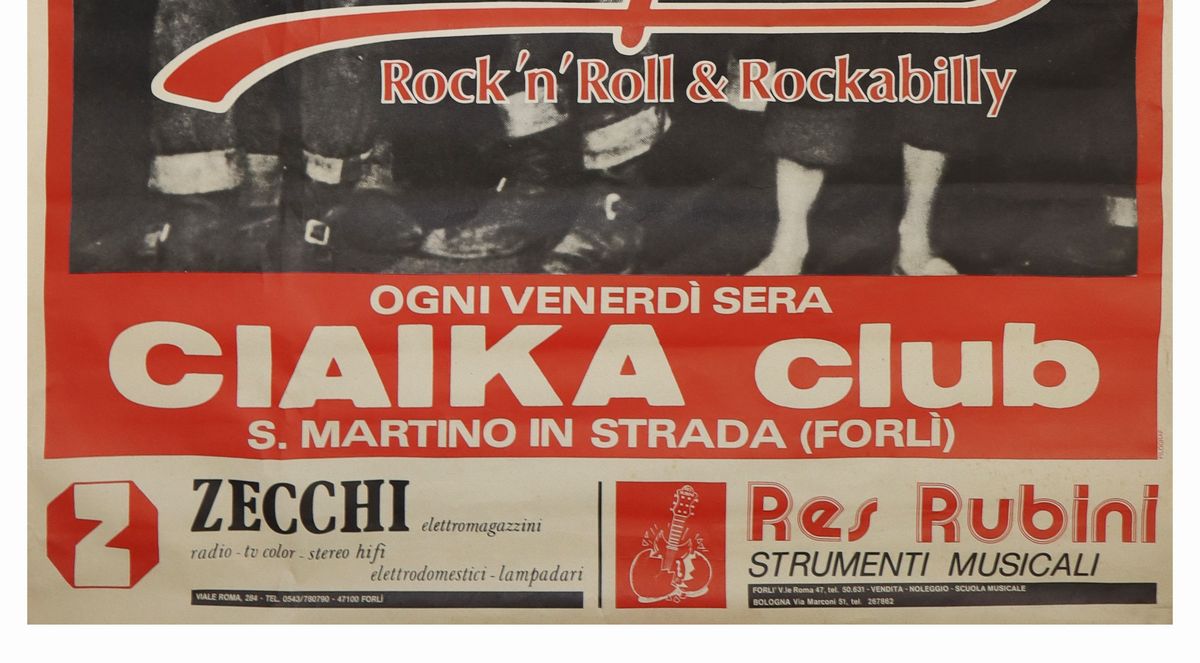 Rock'n'Roll & Rockabilly
OGNI VENERDÌ SERA
CIAIKA club
S. MARTINO IN STRADA (FORLÌ)
Z
ZECCHI elettromagazzini
radio - tv color - stereo hifi
elettrodomestici - lampadari
VIALE ROMA, 284 - TEL. 0543/780790 - 47100 FORLÌ
Res Rubini
STRUMENTI MUSICALI
FORLI' V.le Roma 47, tel. 50.631 - VENDITA - NOLEGGIO - SCUOLA MUSICALE
BOLOGNA Via Marconi 51, tel. 267862